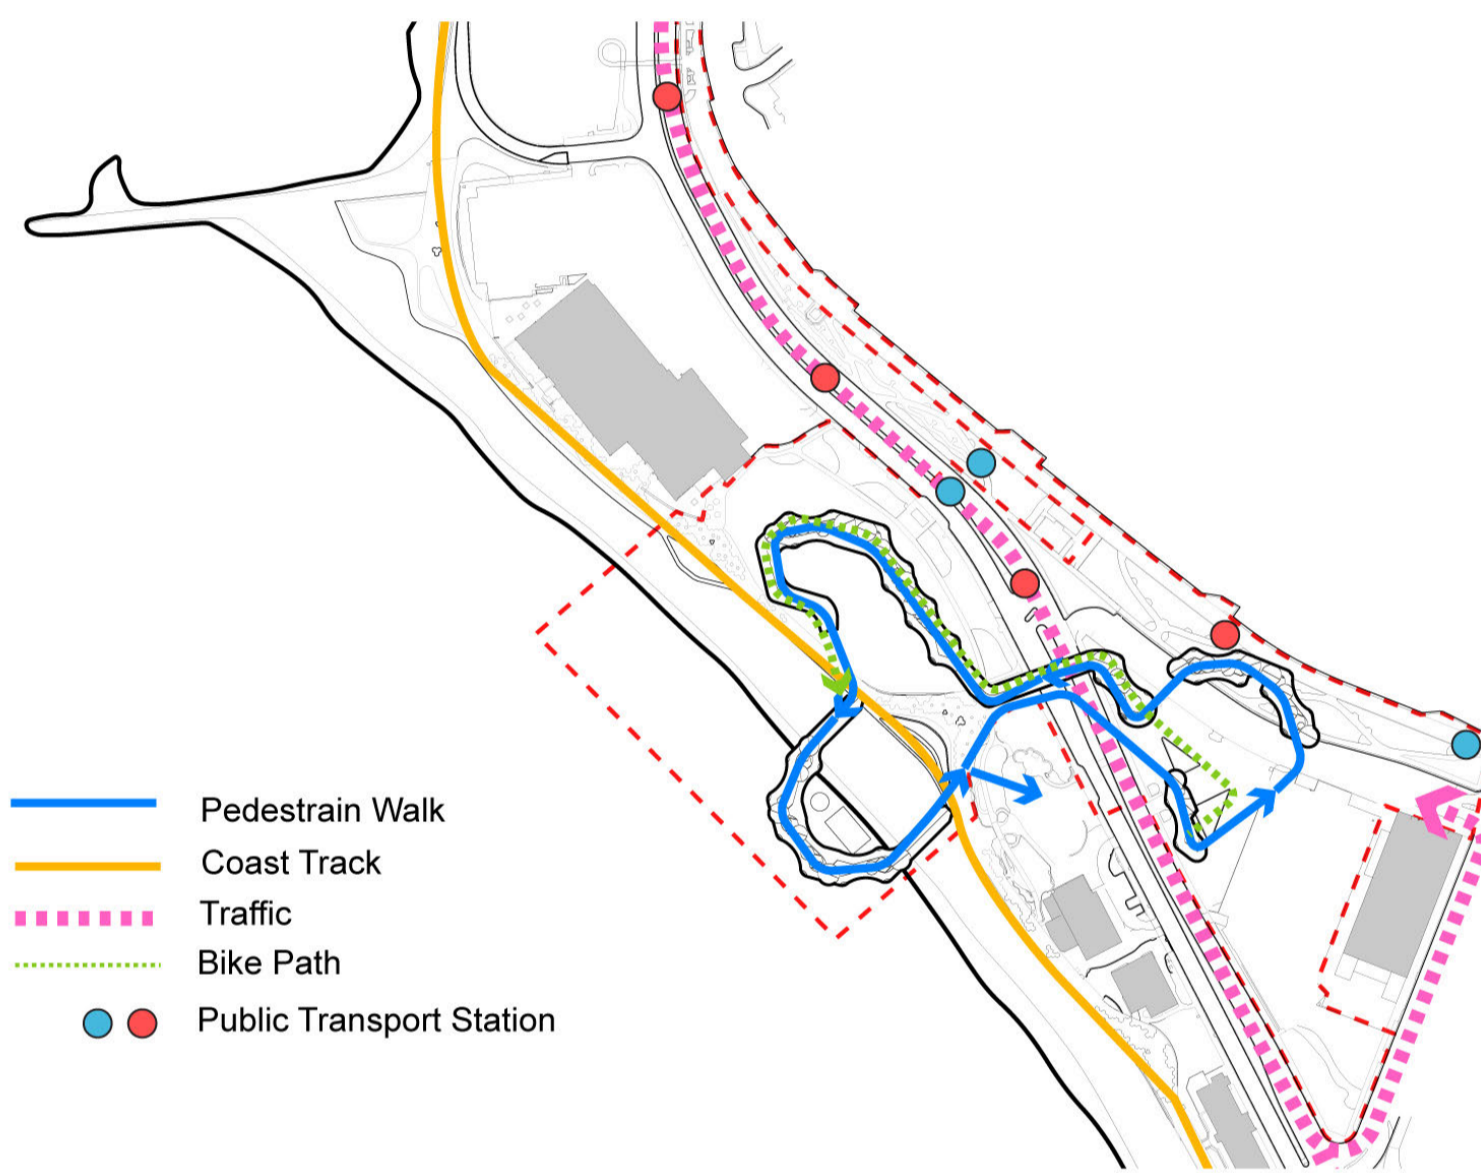 Pedestrain Walk
Coast Track
Traffic
Bike Path
Public Transport Station